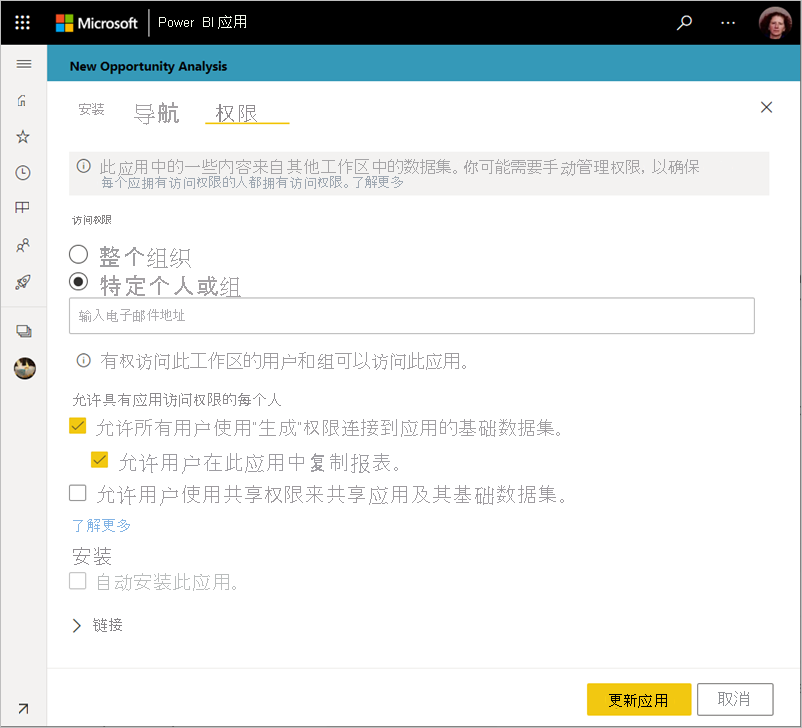 Microsoft Power BI 应用
New Opportunity Analysis
安装 导航 权限
此应用中的一些内容来自其他工作区中的数据集。你可能需要手动管理权限, 以确保
每个应拥有访问权限的人都拥有访问权限。了解更多
访问权限
整个组织
特定个人或组
输入电子邮件地址
有权访问此工作区的用户和组可以访问此应用。
允许具有应用访问权限的每个人
允许所有用户使用"生成"权限连接到应用的基础数据集。
允许用户在此应用中复制报表。
允许用户使用共享权限来共享应用及其基础数据集。
了解更多
安装
自动安装此应用。
链接
更新应用 取消